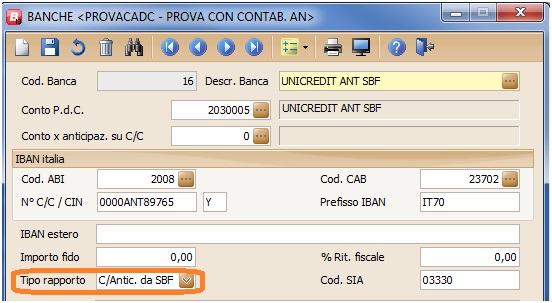 BANCHE <PROVACADC - PROVA CON CONTAB. AN>
Cod. Banca 16 Descr. Banca UNICREDIT ANT SBF
Conto P.d.C. 2030005 UNICREDIT ANT SBF
Conto x anticipaz. su C/C 0
IBAN italia
Cod. ABI 2008 Cod. CAB 23702
N° C/C / CIN 0000ANT89765 Y Prefisso IBAN IT70
IBAN estero
Importo fido 0,00 % Rit. fiscale 0,00
Tipo rapporto C/Antic. da SBF Cod. SIA 03330